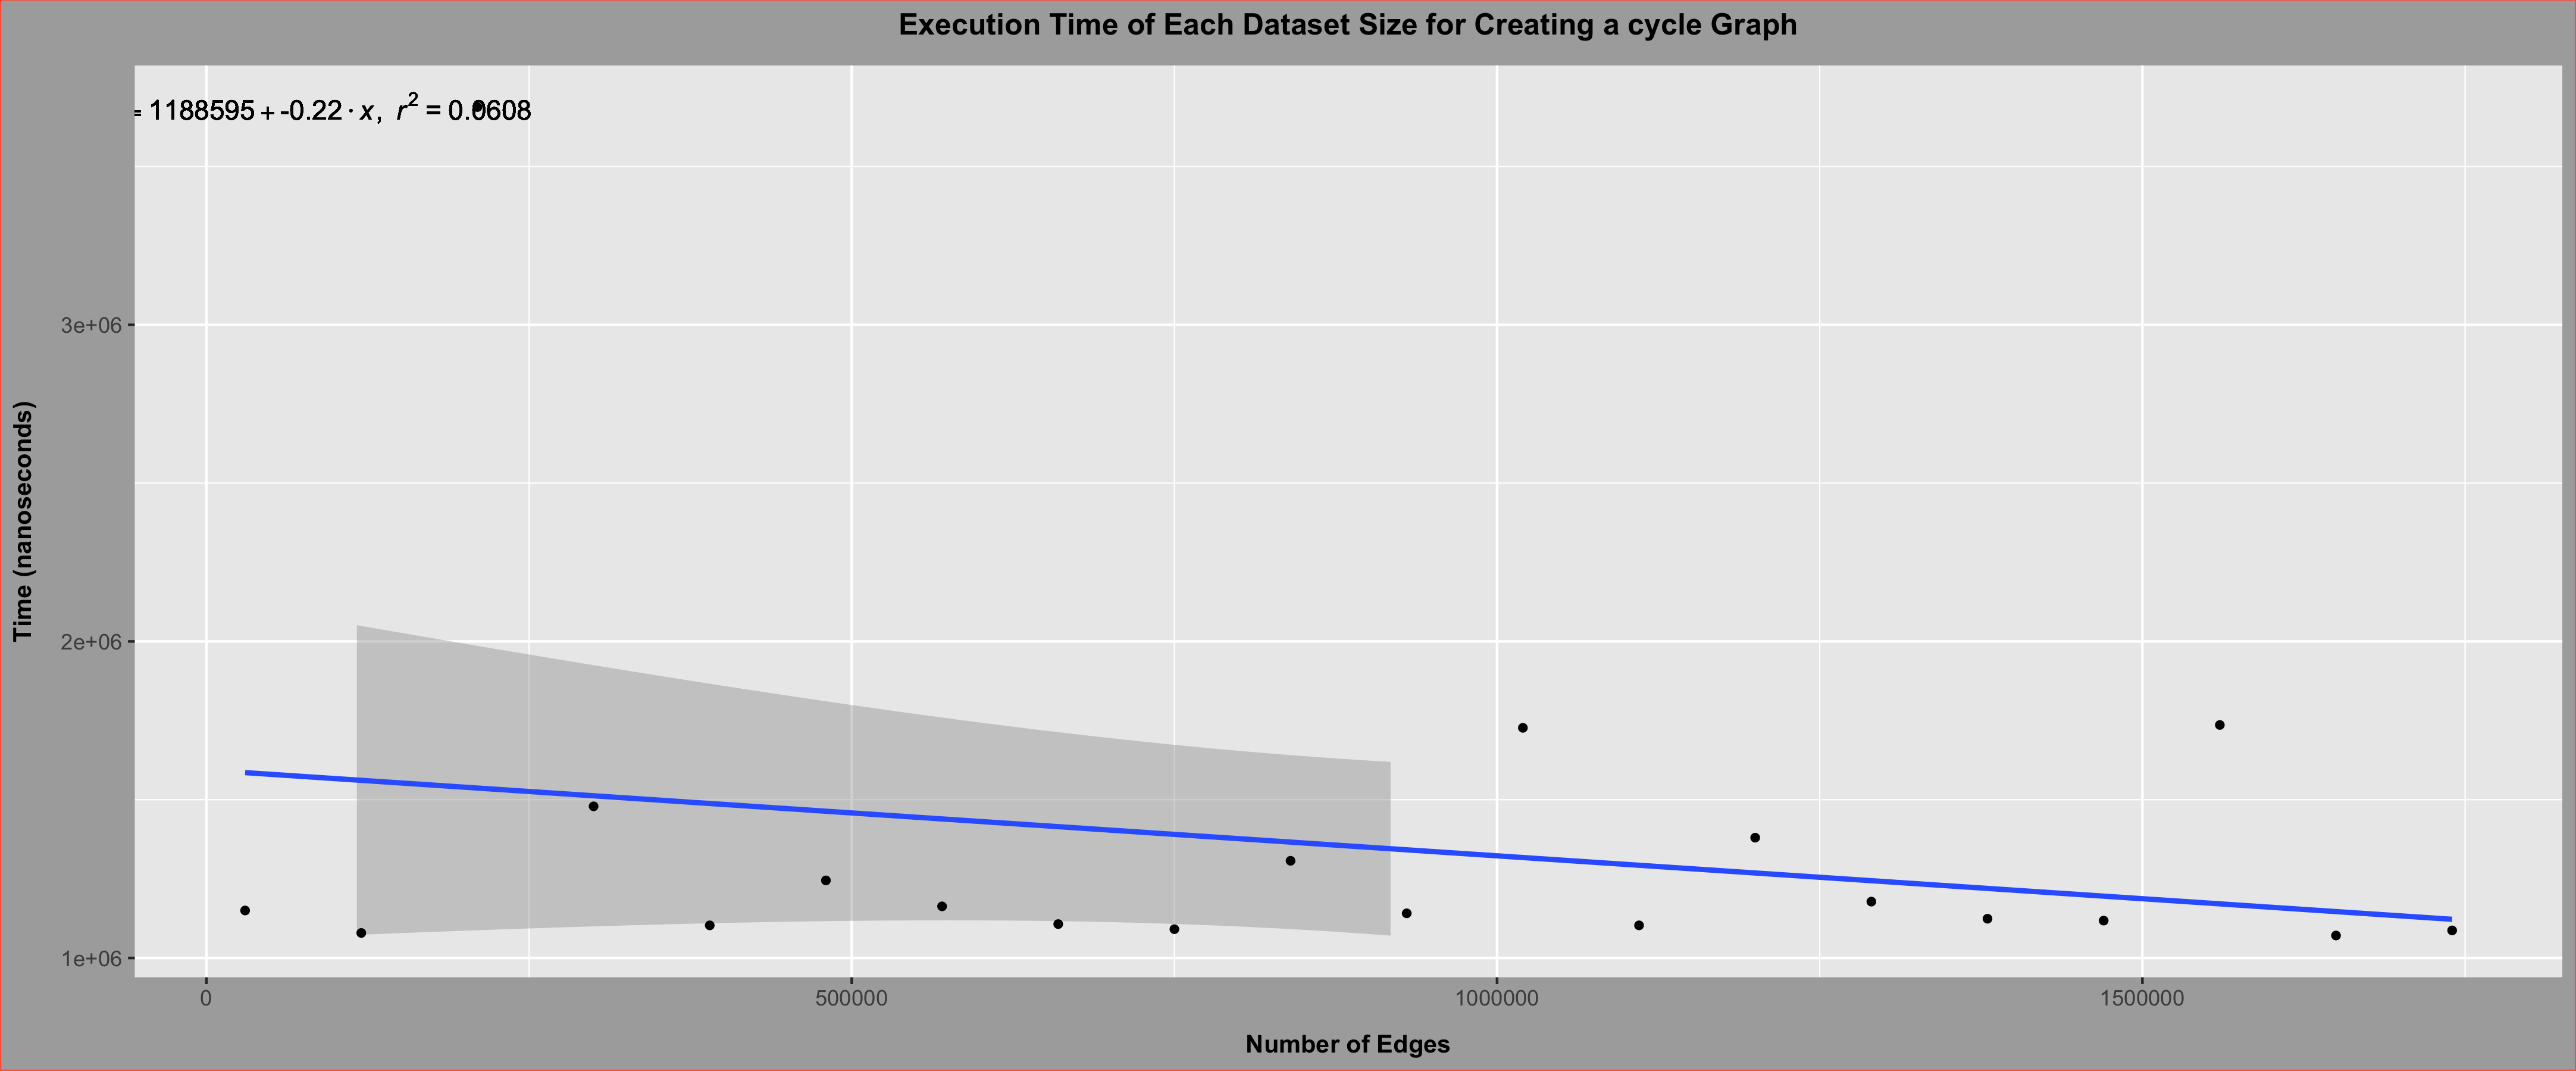 Execution Time of Each Dataset Size for Creating a cycle Graph
= 1188595 + -0.22 · x, r² = 0.0608
3e+06
2e+06
1e+06
Time (nanoseconds)
0 500000 1000000 1500000
Number of Edges